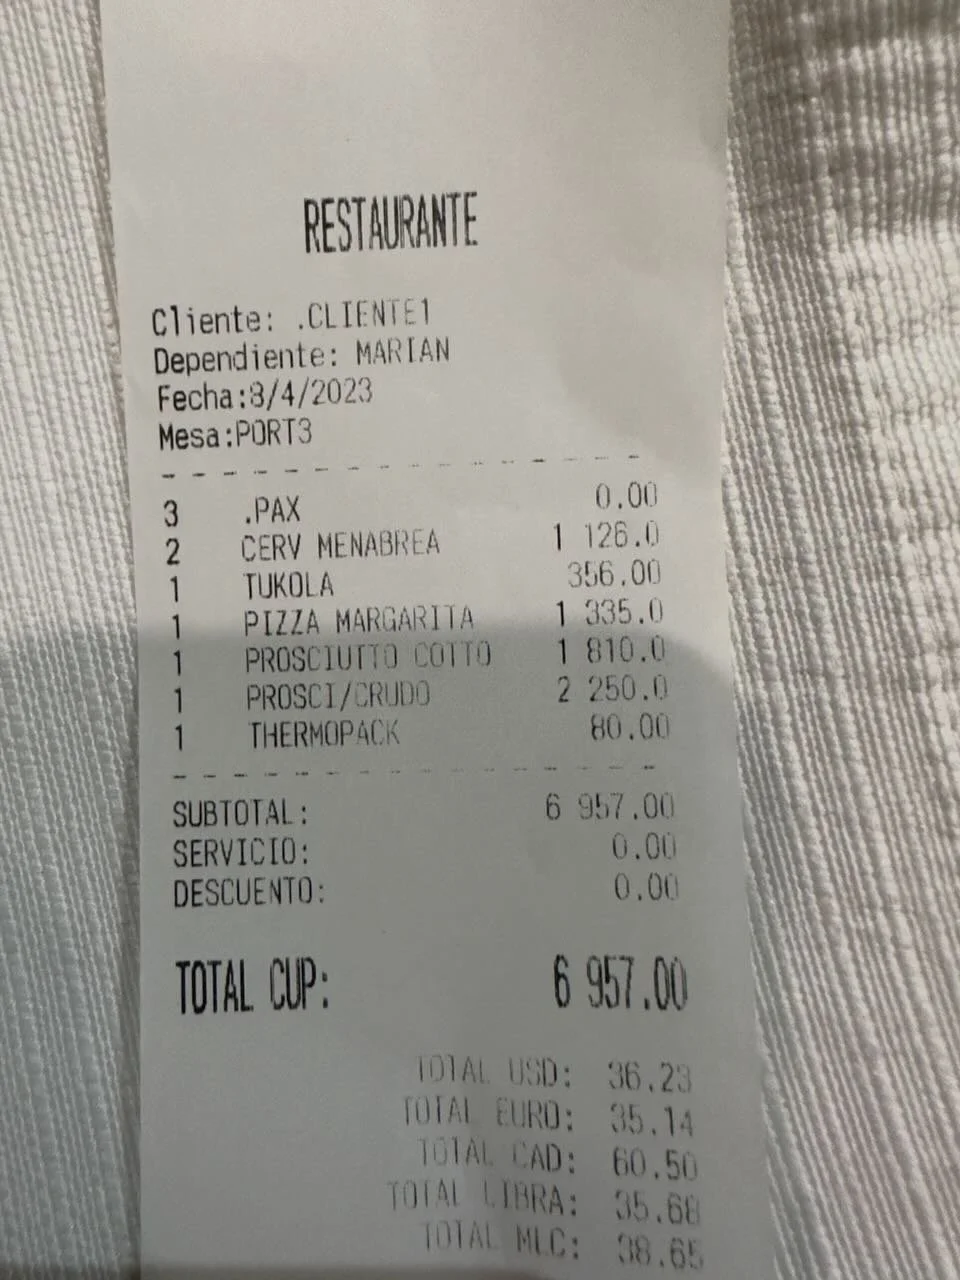 RESTAURANTE
Cliente: .CLIENTE1
Dependiente: MARIAN
Fecha:8/4/2023
Mesa:PORT3
3 .PAX 0.00
2 CERV MENABREA 1 126.0
1 TUKOLA 356.00
1 PIZZA MARGARITA 1 335.0
1 PROSCIUTTO COTTO 1 810.0
1 PROSCI/CRUDO 2 250.0
1 THERMOPACK 80.00
SUBTOTAL: 6 957.00
SERVICIO: 0.00
DESCUENTO: 0.00
TOTAL CUP: 6 957.00
TOTAL USD: 36.23
TOTAL EURO: 35.14
TOTAL CAD: 60.50
TOTAL LIBRA: 35.68
TOTAL MLC: 38.65